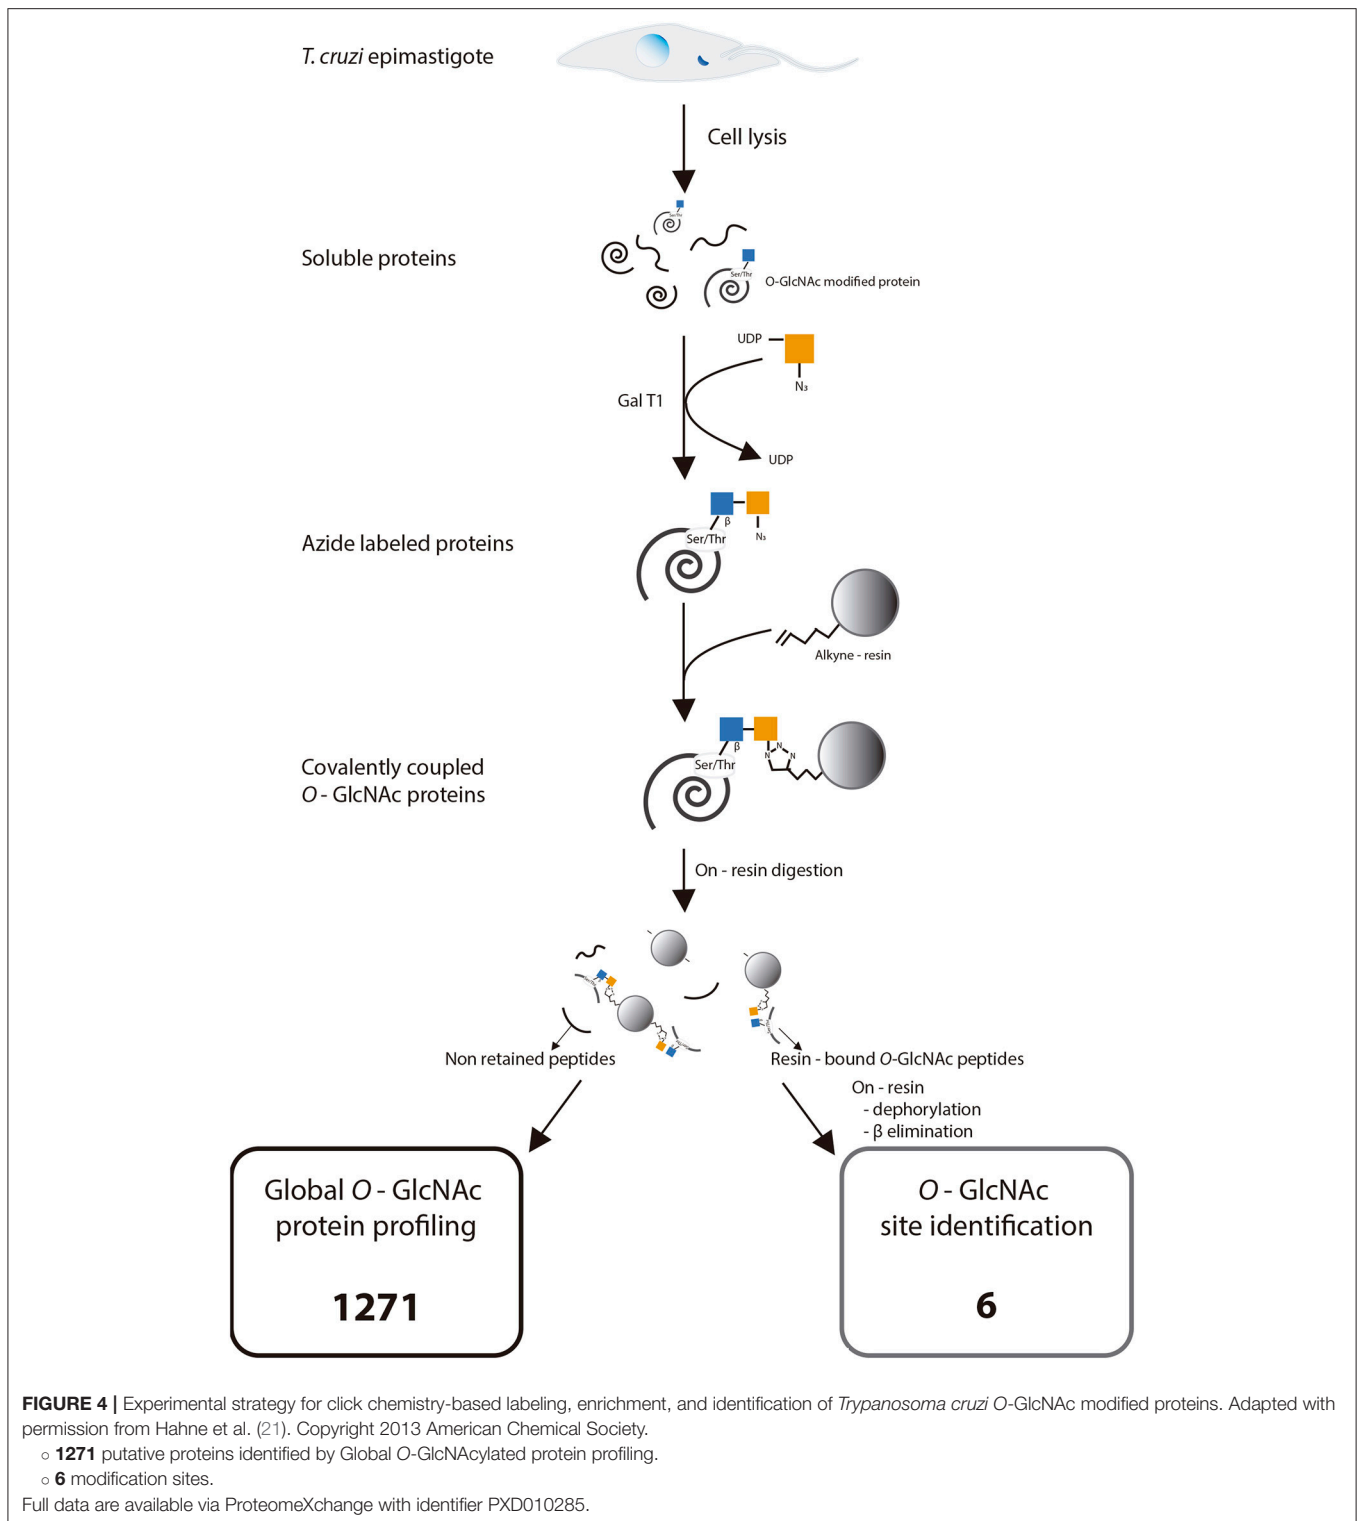 T. cruzi epimastigote
Cell lysis
Ser/Thr
Soluble proteins
Ser/Thr
O-GlcNAc modified protein
UDP
N₃
Gal T1
UDP
β
Ser/Thr
N₃
Azide labeled proteins
Alkyne - resin
β
N
N
N
Ser/Thr
Covalently coupled
O - GlcNAc proteins
On - resin digestion
Non retained peptides
Resin - bound O-GlcNAc peptides
On - resin
- dephorylation
- β elimination
Global O - GlcNAc
protein profiling
1271
O - GlcNAc
site identification
6
FIGURE 4 | Experimental strategy for click chemistry-based labeling, enrichment, and identification of Trypanosoma cruzi O-GlcNAc modified proteins. Adapted with
permission from Hahne et al. (21). Copyright 2013 American Chemical Society.
○ 1271 putative proteins identified by Global O-GlcNAcylated protein profiling.
○ 6 modification sites.
Full data are available via ProteomeXchange with identifier PXD010285.